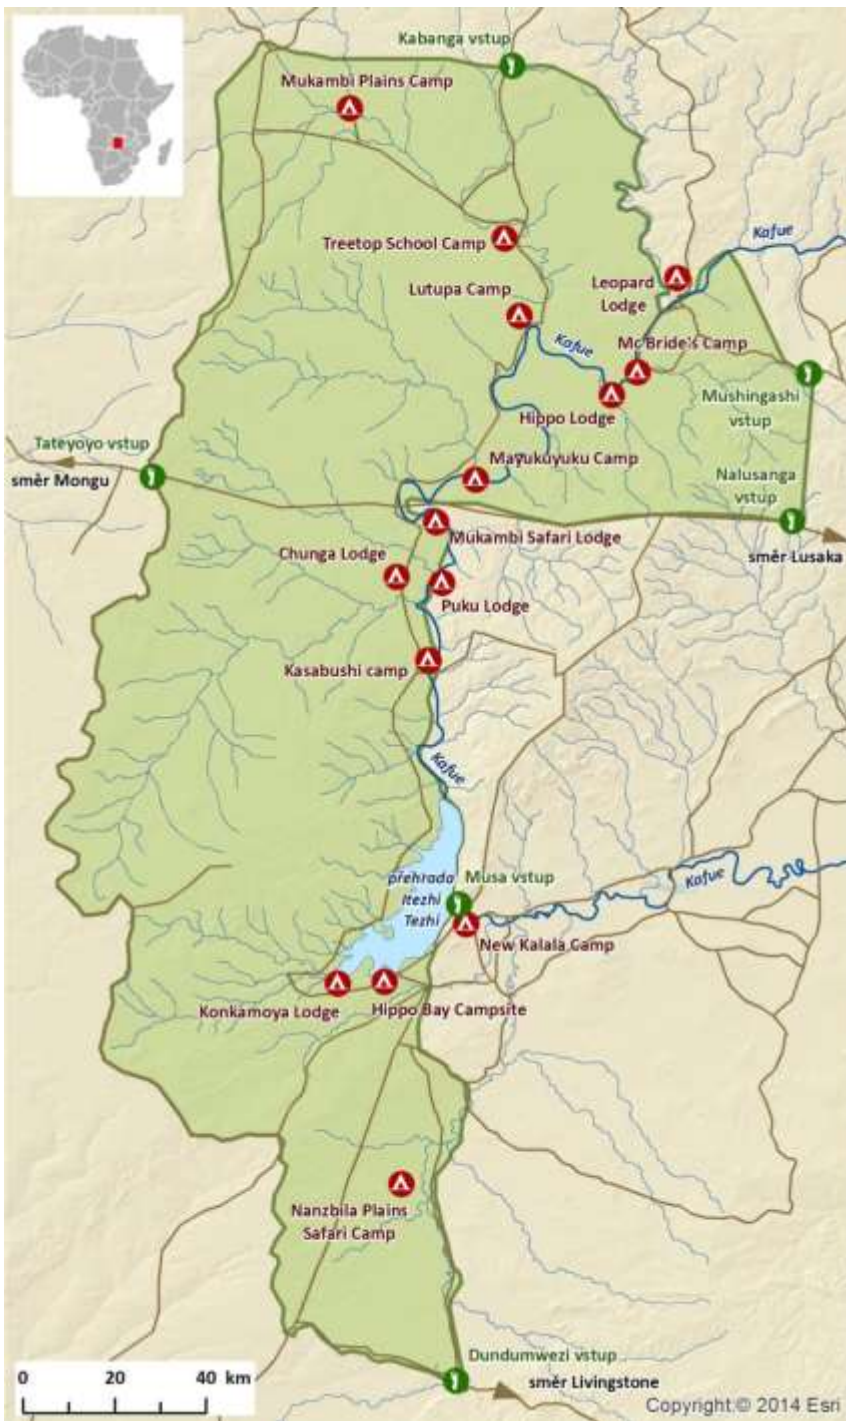 Kabanga vstup
Mukambi Plains Camp
Kafue
Treetop School Camp
Leopard
Lodge
Lutupa Camp
Kafue
Mc Bride's Camp
Mushingashi
vstup
Hippo Lodge
Tateyoyo vstup
Mayukuyuku Camp
směr Mongu
Nalusanga
vstup
Mukambi Safari Lodge
Chunga Lodge
směr Lusaka
Puku Lodge
Kasabushi camp
Kafue
přehrada
Itezhi
Tezhi
Musa vstup
Kafue
New Kalala Camp
Konkamoya Lodge
Hippo Bay Campsite
Nanzbila Plains
Safari Camp
Dundumwezi vstup
směr Livingstone
0 20 40 km
Copyright:© 2014 Esri